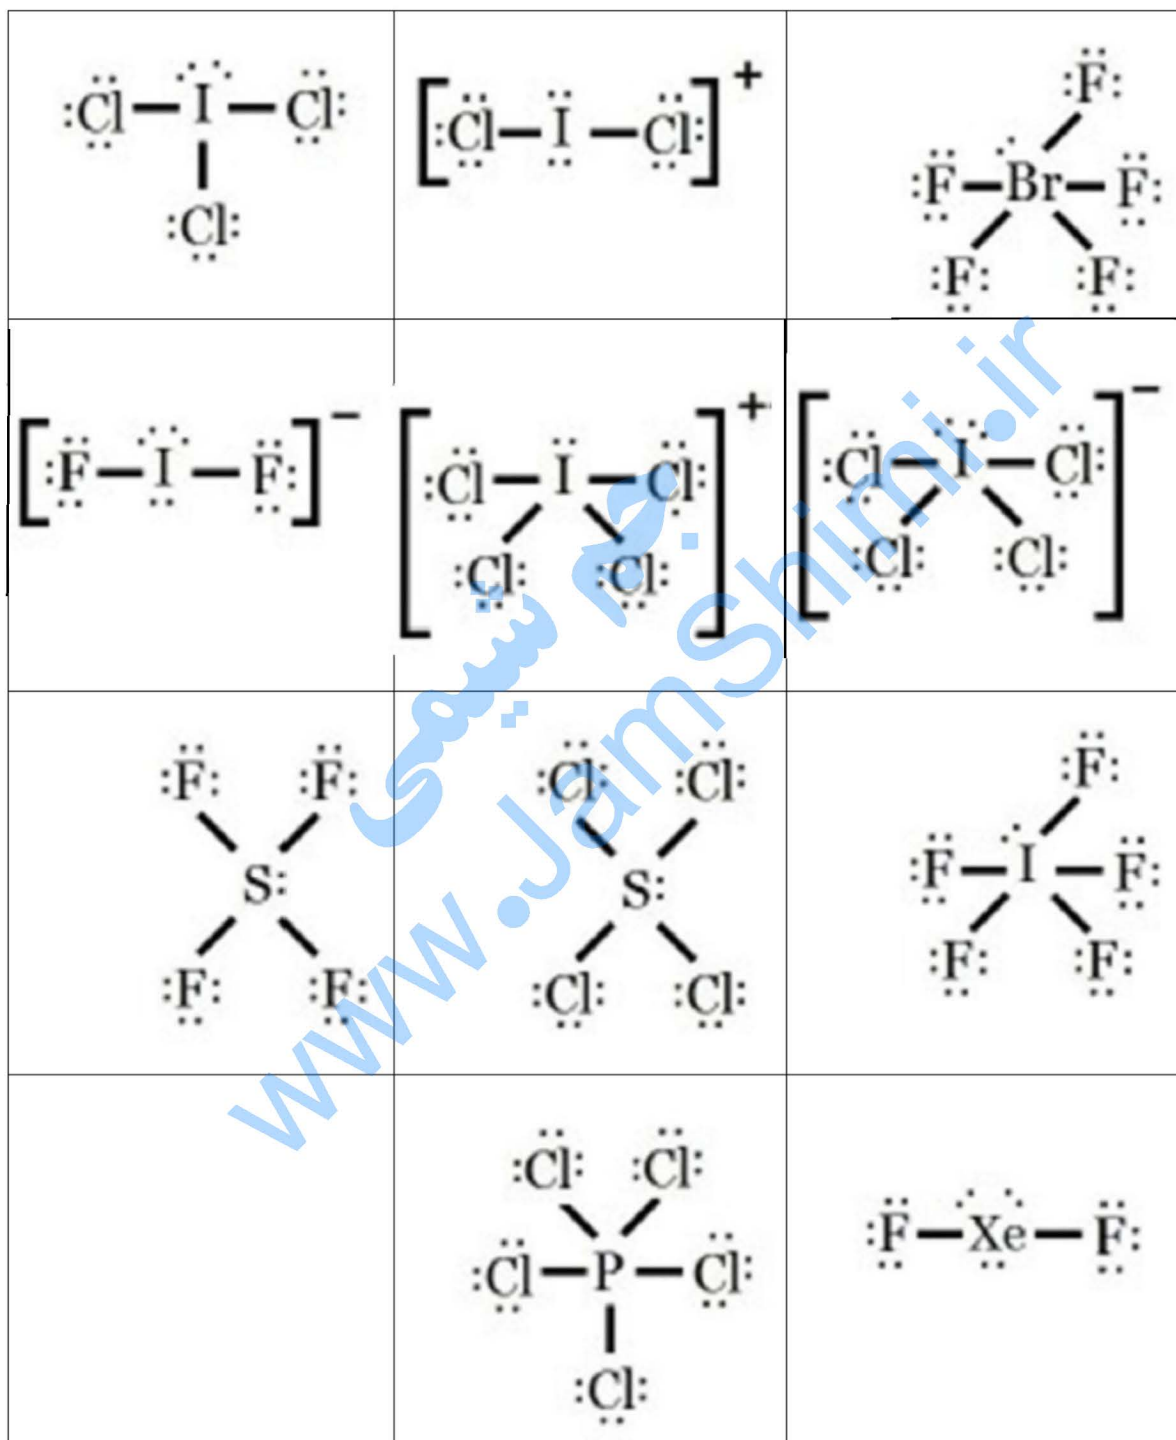 :Cl — I — Cl:
:Cl:
[:Cl — I — Cl:]+
:F:
:F — Br — F:
:F: :F:
[:F — I — F:]−
[:Cl — I — Cl:
:Cl: :Cl:]+
[:Cl — I — Cl:
:Cl: :Cl:]−
:F: :F:
S:
:F: :F:
:Cl: :Cl:
S:
:Cl: :Cl:
:F:
:F — I — F:
:F: :F:
:Cl: :Cl:
:Cl — P — Cl:
:Cl:
:F — Xe — F:
جم شیمی
www.JamShimi.ir